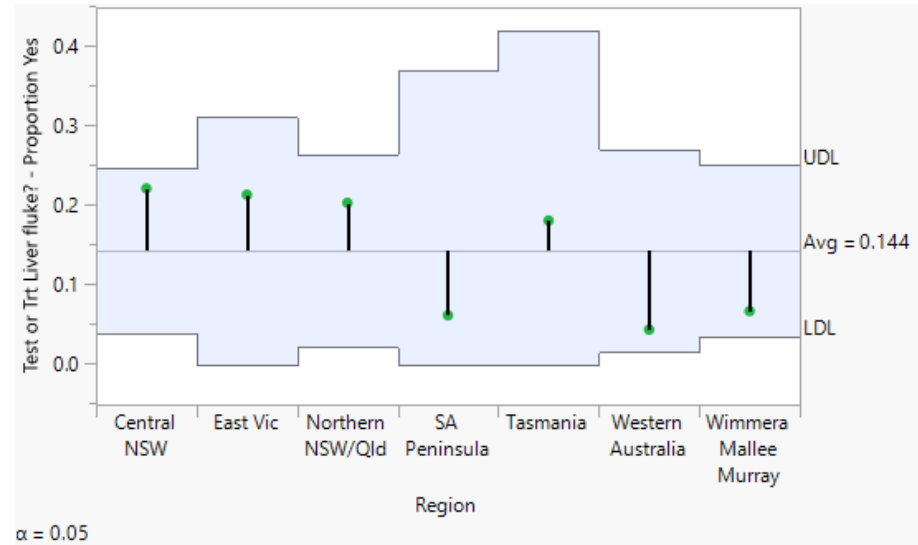 Test or Trt Liver fluke? - Proportion Yes
0.4
0.3
0.2
0.1
0.0
UDL
Avg = 0.144
LDL
Central NSW
East Vic
Northern NSW/Qld
SA Peninsula
Tasmania
Western Australia
Wimmera Mallee Murray
Region
α = 0.05